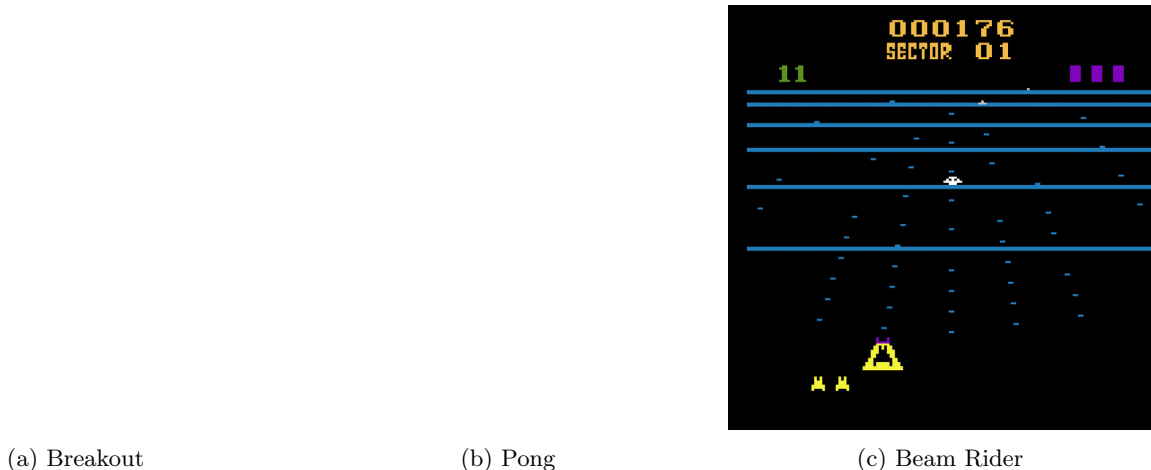 000176
SECTOR 01
11
(a) Breakout
(b) Pong
(c) Beam Rider